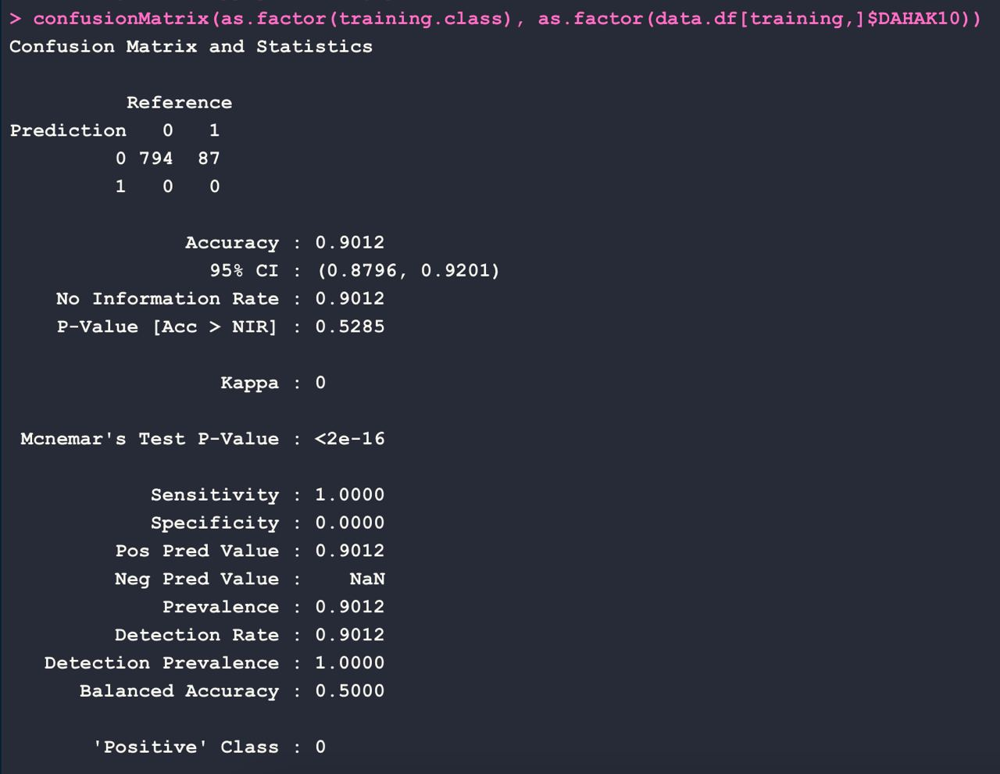 > confusionMatrix(as.factor(training.class), as.factor(data.df[training,]$DAHAK10))
Confusion Matrix and Statistics
Reference
Prediction 0 1
0 794 87
1 0 0
Accuracy : 0.9012
95% CI : (0.8796, 0.9201)
No Information Rate : 0.9012
P-Value [Acc > NIR] : 0.5285
Kappa : 0
Mcnemar's Test P-Value : <2e-16
Sensitivity : 1.0000
Specificity : 0.0000
Pos Pred Value : 0.9012
Neg Pred Value : NaN
Prevalence : 0.9012
Detection Rate : 0.9012
Detection Prevalence : 1.0000
Balanced Accuracy : 0.5000
'Positive' Class : 0